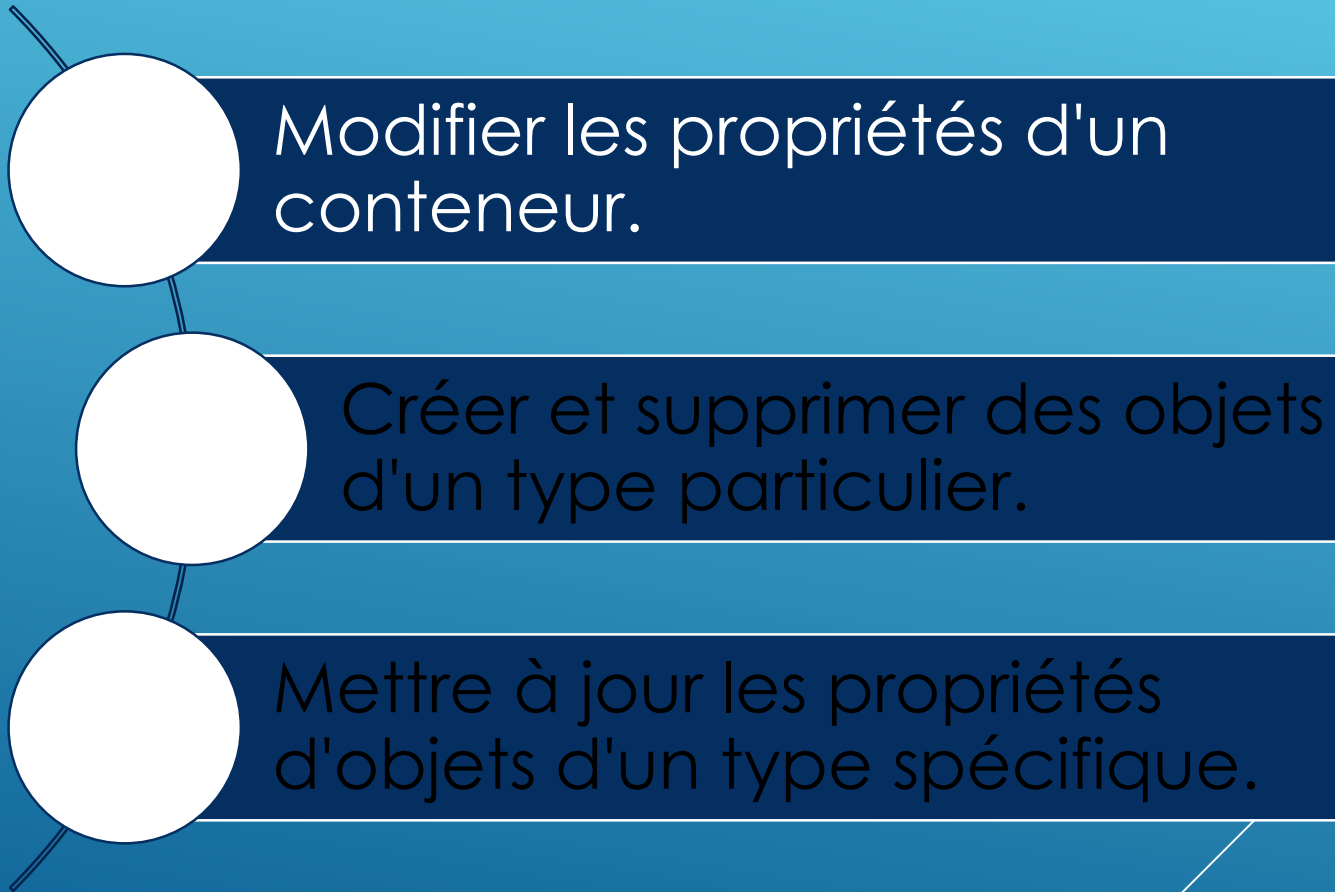 Modifier les propriétés d'un
conteneur.
Créer et supprimer des objets
d'un type particulier.
Mettre à jour les propriétés
d'objets d'un type spécifique.